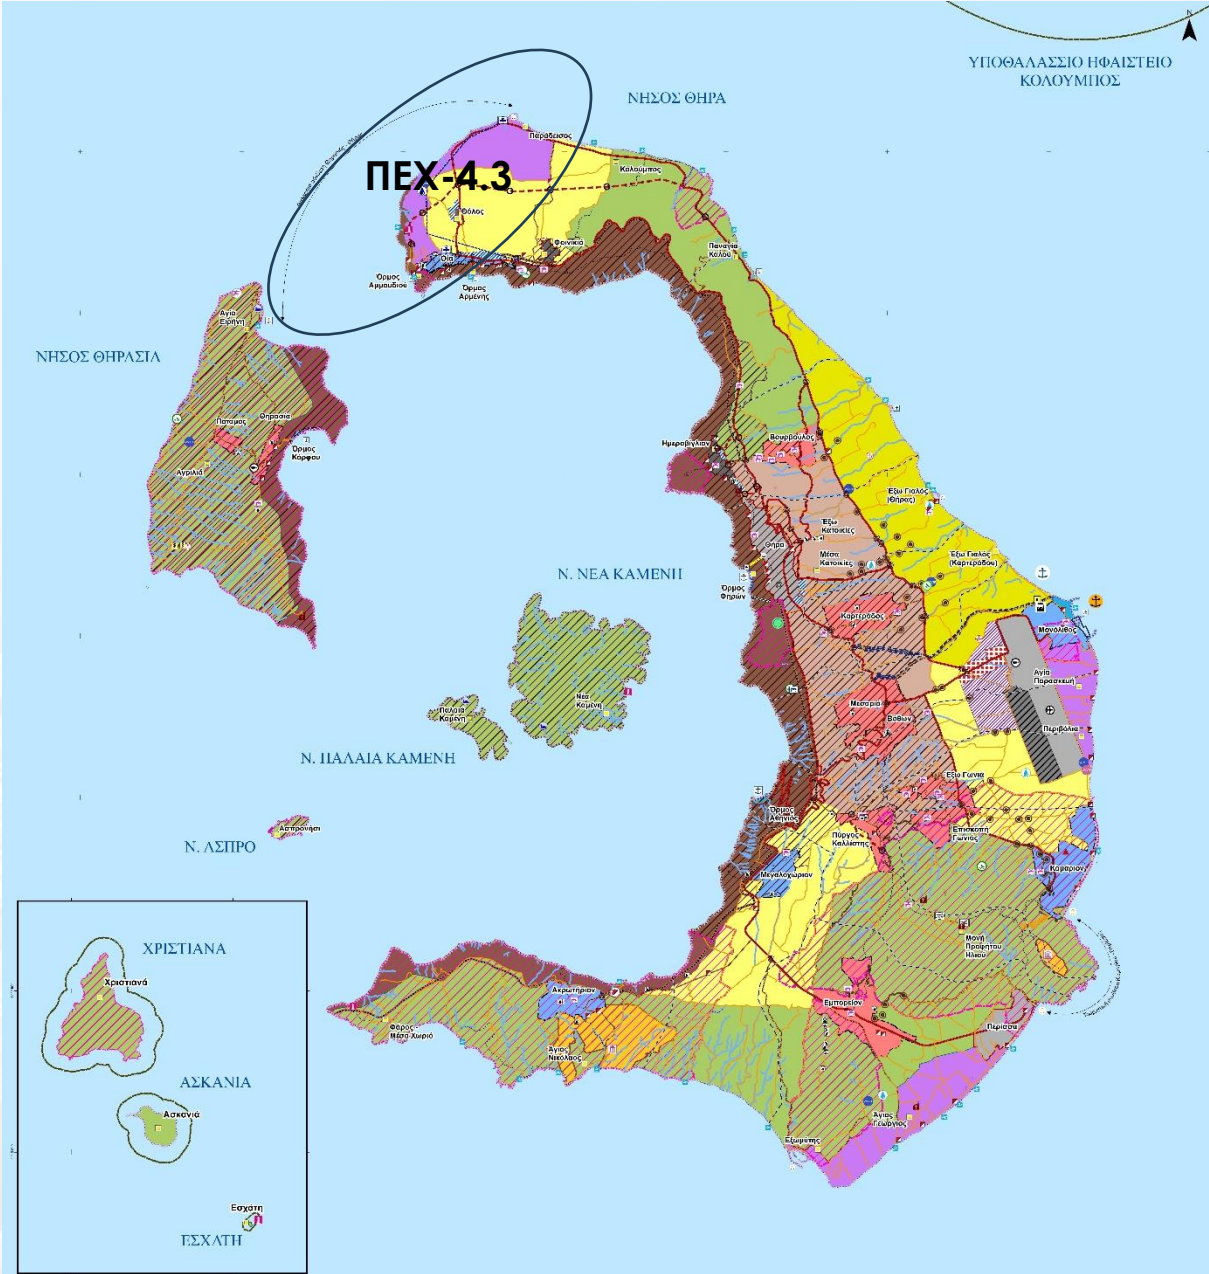 N
ΥΠΟΘΑΛΑΣΣΙΟ ΗΦΑΙΣΤΕΙΟ
ΚΟΛΟΥΜΠΟΣ
ΝΗΣΟΣ ΘΗΡΑ
Παράδεισος
ΠΕΧ-4.3
Κολούμπος
Θόλος
Φοινικιά
Οία
Παναγία
Καλού
Όρμος
Αμμουδίου
Όρμος
Αρμένης
Αγία
Ειρήνη
ΝΗΣΟΣ ΘΗΡΑΣΙΑ
Ποταμός
Θηρασία
Όρμος
Κόρφου
Αγριλιά
Ημεροβίγλιον
Βουρβούλος
Έξω Γιαλός
(Θήρας)
Έξω
Κατοικίες
Θήρα
Μέσα
Κατοικίες
Έξω Γιαλός
(Καρτεράδου)
Ν. ΝΕΑ ΚΑΜΕΝΗ
Όρμος
Φηρών
Καρτεράδος
Μονόλιθος
Αγία
Παρασκευή
Νέα
Καμένη
Παλαιά
Καμένη
Μεσαριά
Βόθων
Περιβόλια
Ν. ΠΑΛΑΙΑ ΚΑΜΕΝΗ
Έξω Γωνιά
Όρμος
Αθηνιός
Ασπρονήσι
Ν. ΑΣΠΡΟ
Πύργος
Καλλίστης
Επισκοπή
Γωνιάς
Μεγαλοχώριον
Καμάριον
Μονή
Προφήτου
Ηλιού
ΧΡΙΣΤΙΑΝΑ
Χριστιανά
Ακρωτήριον
Εμπορείον
Φάρος -
Μέσα Χωριό
Περίσσα
Άγιος
Νικόλαος
ΑΣΚΑΝΙΑ
Ασκανιά
Άγιος
Γεώργιος
Εξωμύτης
Εσχάτη
ΕΣΧΑΤΗ